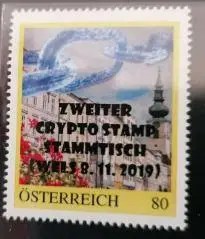 ZWEITER
CRYPTO STAMP
STAMMTISCH
(WELS 8. 11. 2019)
ÖSTERREICH 80